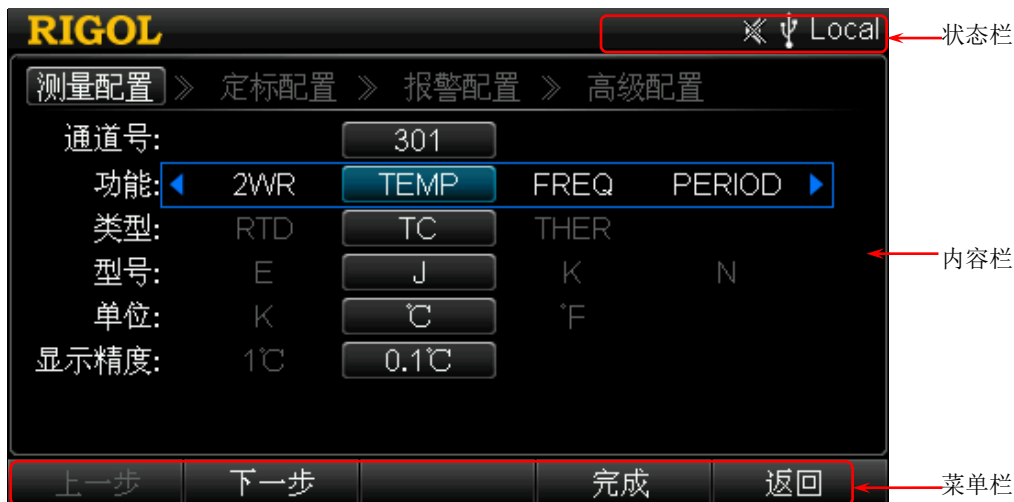 RIGOL Local 状态栏
测量配置 》 定标配置 》 报警配置 》 高级配置
通道号: 301
功能: 2WR TEMP FREQ PERIOD
类型: RTD TC THER
内容栏
型号: E J K N
单位: K ℃ ℉
显示精度: 1℃ 0.1℃
上一步 下一步 完成 返回 菜单栏